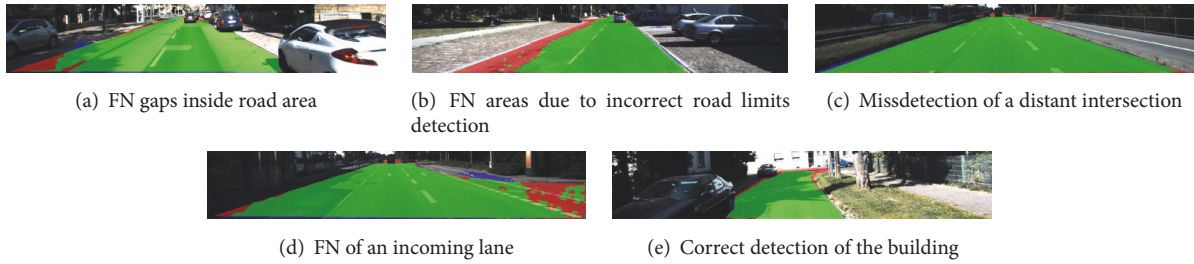 (a) FN gaps inside road area
(b) FN areas due to incorrect road limits
detection
(c) Missdetection of a distant intersection
(d) FN of an incoming lane
(e) Correct detection of the building